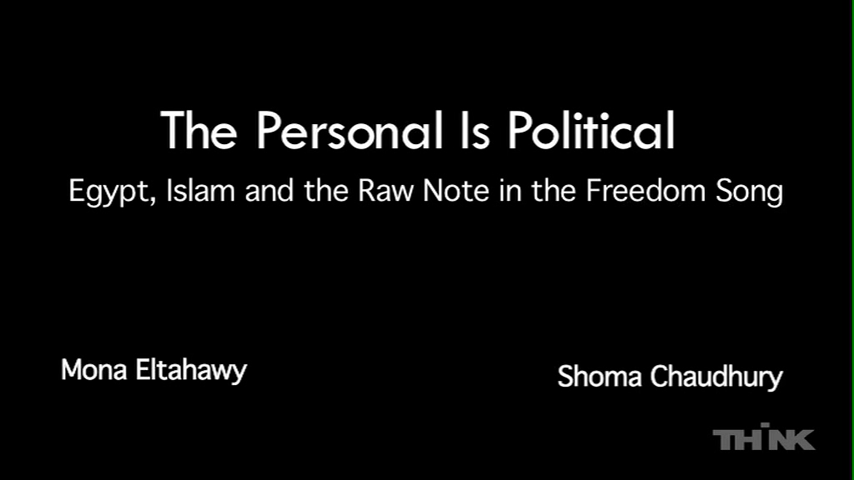 The Personal Is Political
Egypt, Islam and the Raw Note in the Freedom Song
Mona Eltahawy
Shoma Chaudhury
THiNK